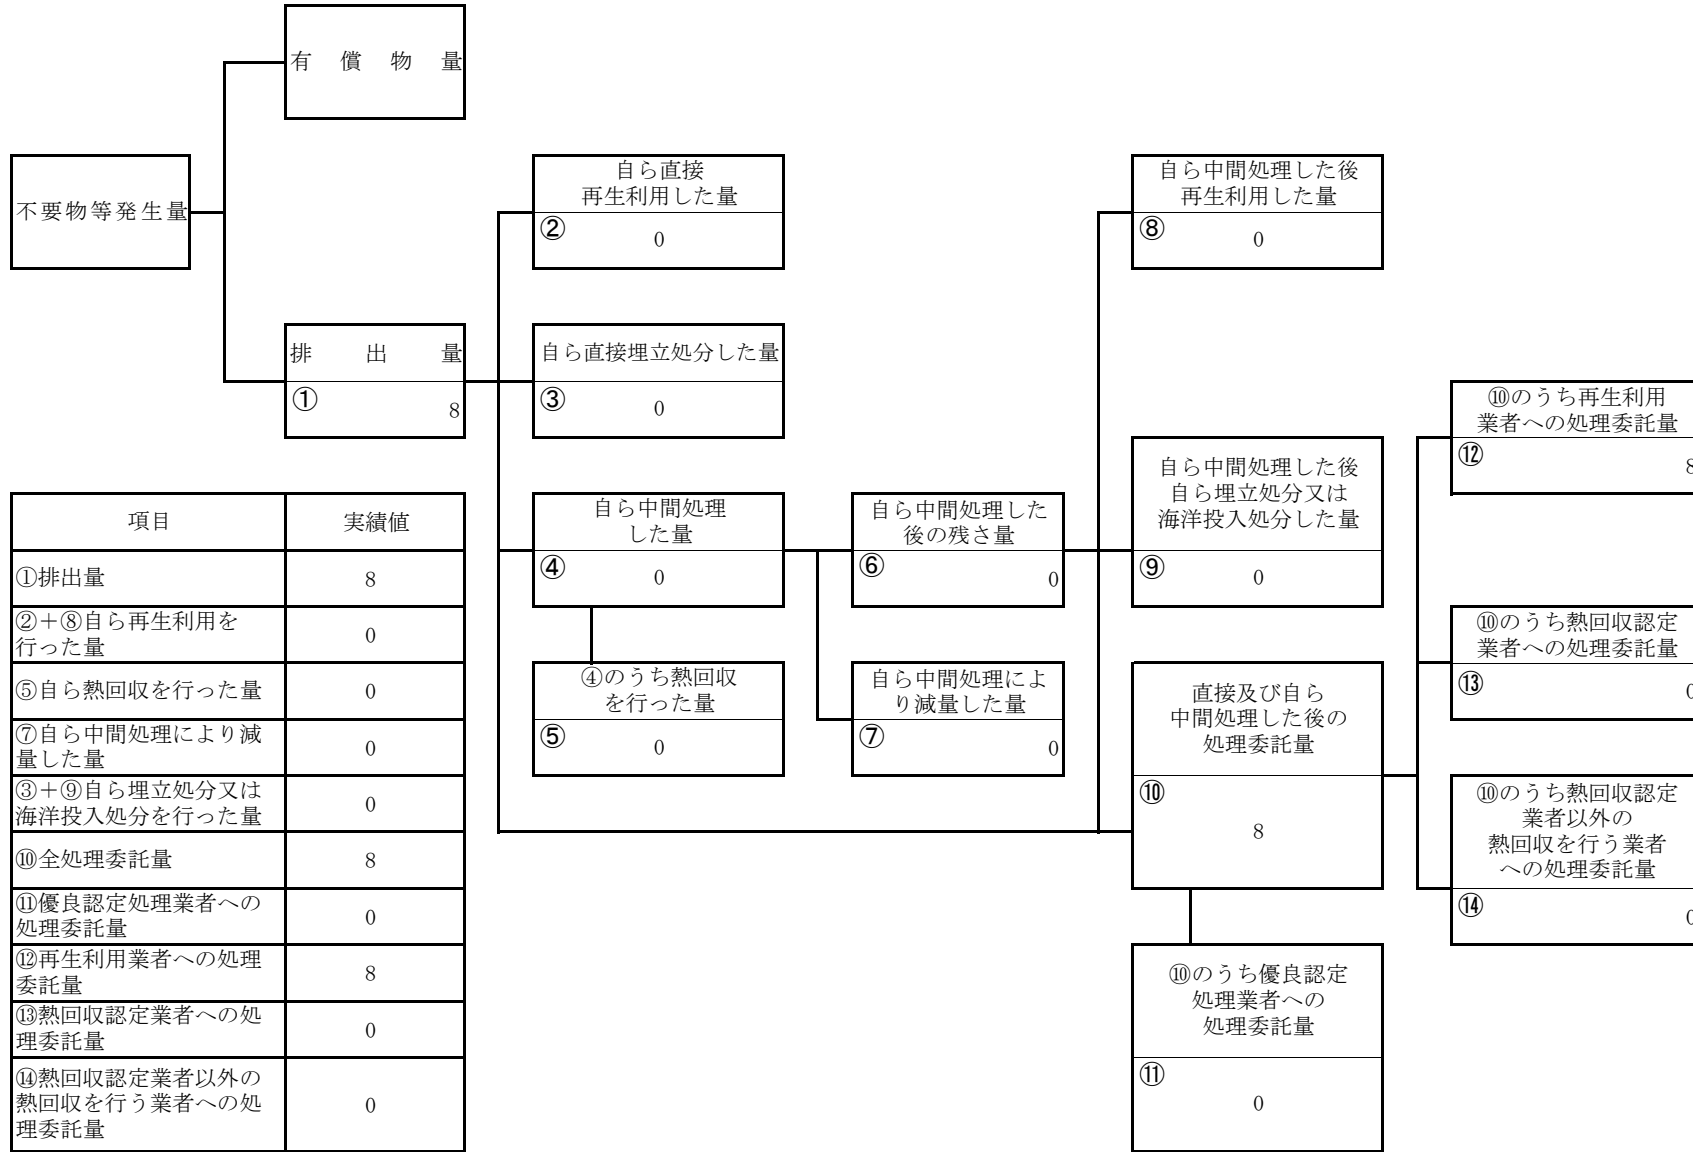 有償物量
不要物等発生量
自ら直接
再生利用した量
②
0
自ら中間処理した後
再生利用した量
⑧
0
排出量
①
8
自ら直接埋立処分した量
③
0
自ら中間処理
した量
④
0
④のうち熱回収
を行った量
⑤
0
自ら中間処理した
後の残さ量
⑥
0
自ら中間処理によ
り減量した量
⑦
0
自ら中間処理した後
自ら埋立処分又は
海洋投入処分した量
⑨
0
直接及び自ら
中間処理した後の
処理委託量
⑩
8
⑩のうち優良認定
処理業者への
処理委託量
⑪
0
⑩のうち再生利用
業者への処理委託量
⑫
8
⑩のうち熱回収認定
業者への処理委託量
⑬
0
⑩のうち熱回収認定
業者以外の
熱回収を行う業者
への処理委託量
⑭
0
項目 実績値
①排出量 8
②+⑧自ら再生利用を
行った量 0
⑤自ら熱回収を行った量 0
⑦自ら中間処理により減
量した量 0
③+⑨自ら埋立処分又は
海洋投入処分を行った量 0
⑩全処理委託量 8
⑪優良認定処理業者への
処理委託量 0
⑫再生利用業者への処理
委託量 8
⑬熱回収認定業者への処
理委託量 0
⑭熱回収認定業者以外の
熱回収を行う業者への処
理委託量 0